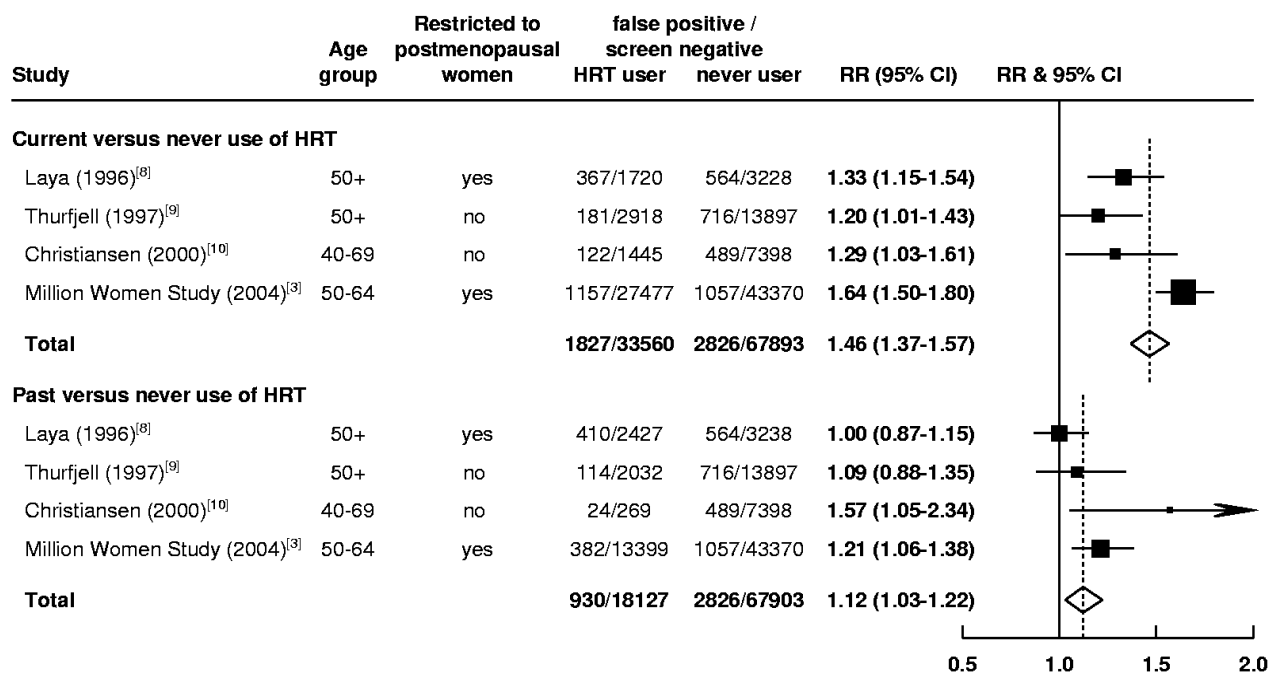 Restricted to false positive /
Age postmenopausal screen negative
Study group women HRT user never user RR (95% CI) RR & 95% CI
Current versus never use of HRT
Laya (1996)[8] 50+ yes 367/1720 564/3228 1.33 (1.15-1.54)
Thurfjell (1997)[9] 50+ no 181/2918 716/13897 1.20 (1.01-1.43)
Christiansen (2000)[10] 40-69 no 122/1445 489/7398 1.29 (1.03-1.61)
Million Women Study (2004)[3] 50-64 yes 1157/27477 1057/43370 1.64 (1.50-1.80)
Total 1827/33560 2826/67893 1.46 (1.37-1.57)
Past versus never use of HRT
Laya (1996)[8] 50+ yes 410/2427 564/3238 1.00 (0.87-1.15)
Thurfjell (1997)[9] 50+ no 114/2032 716/13897 1.09 (0.88-1.35)
Christiansen (2000)[10] 40-69 no 24/269 489/7398 1.57 (1.05-2.34)
Million Women Study (2004)[3] 50-64 yes 382/13399 1057/43370 1.21 (1.06-1.38)
Total 930/18127 2826/67903 1.12 (1.03-1.22)
0.5 1.0 1.5 2.0